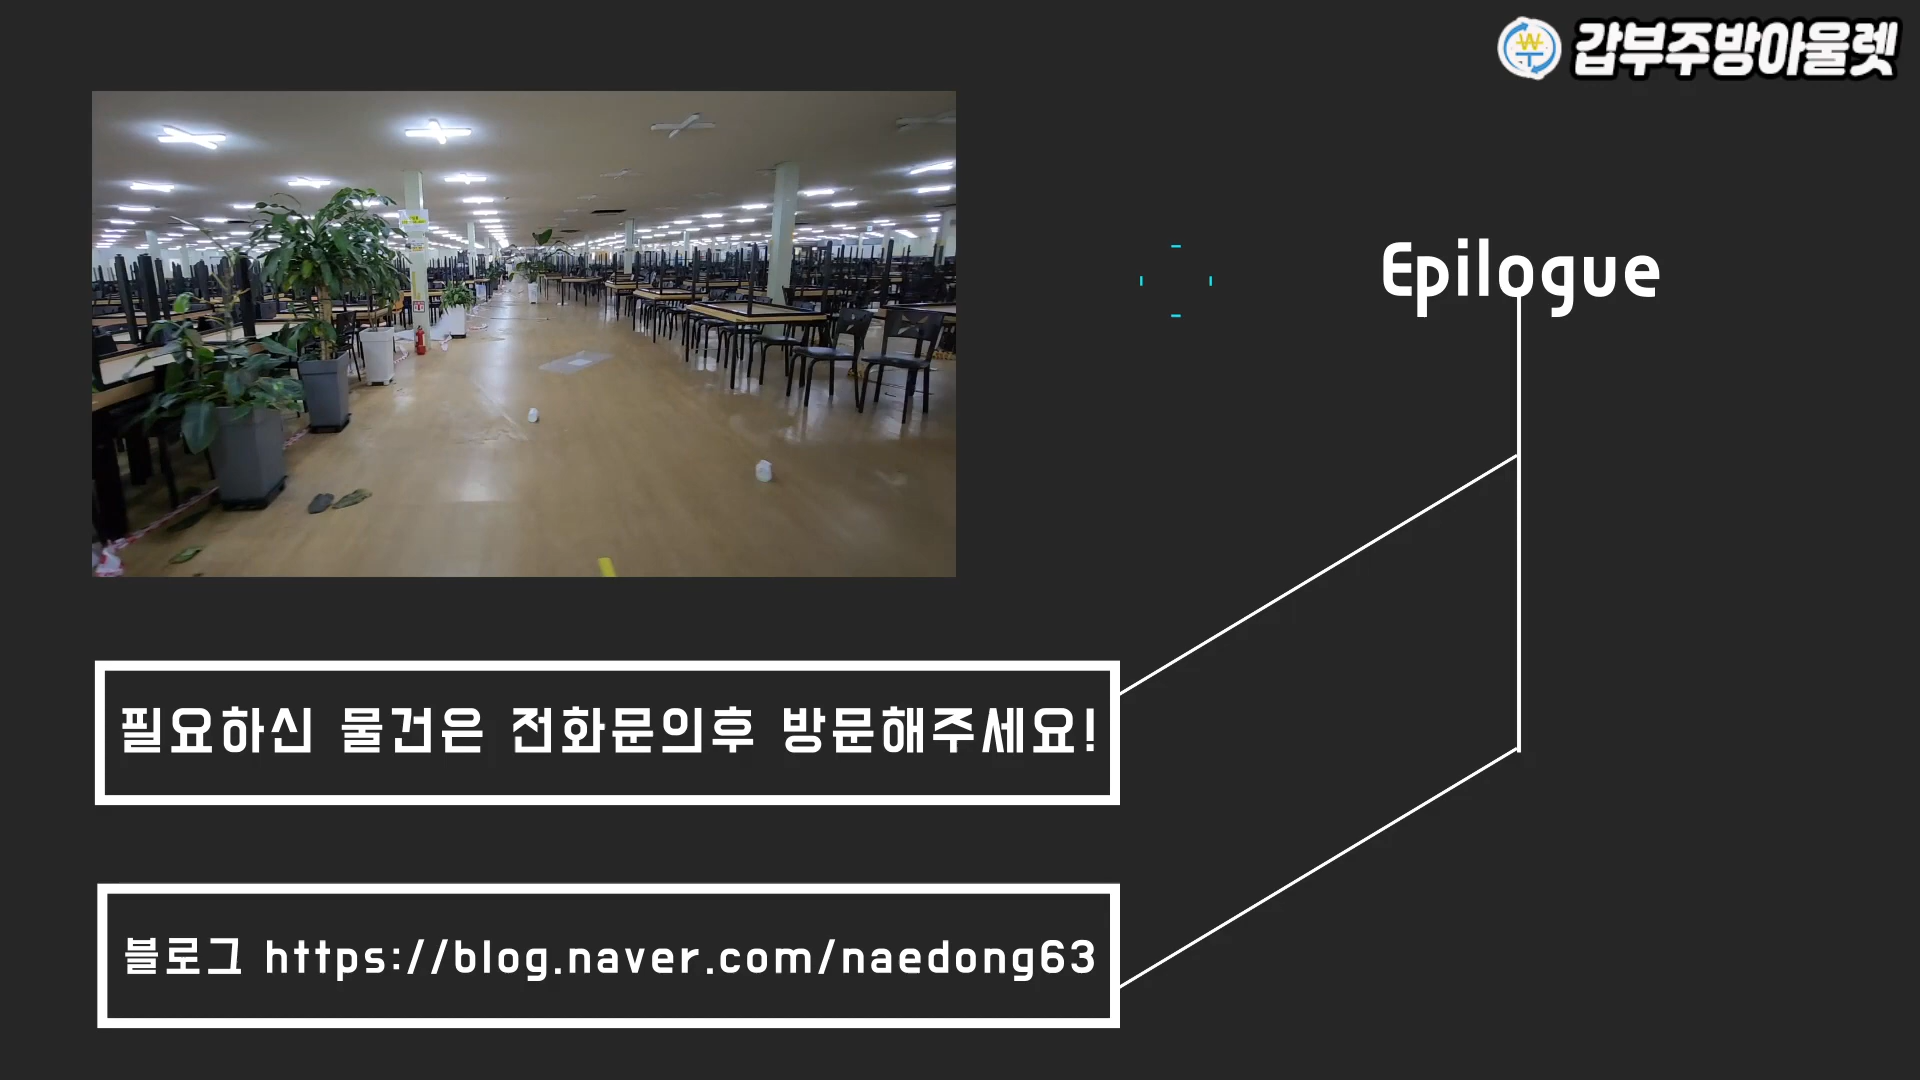 갑부주방아울렛
Epilogue
필요하신 물건은 전화문의후 방문해주세요!
블로그 https://blog.naver.com/naedong63